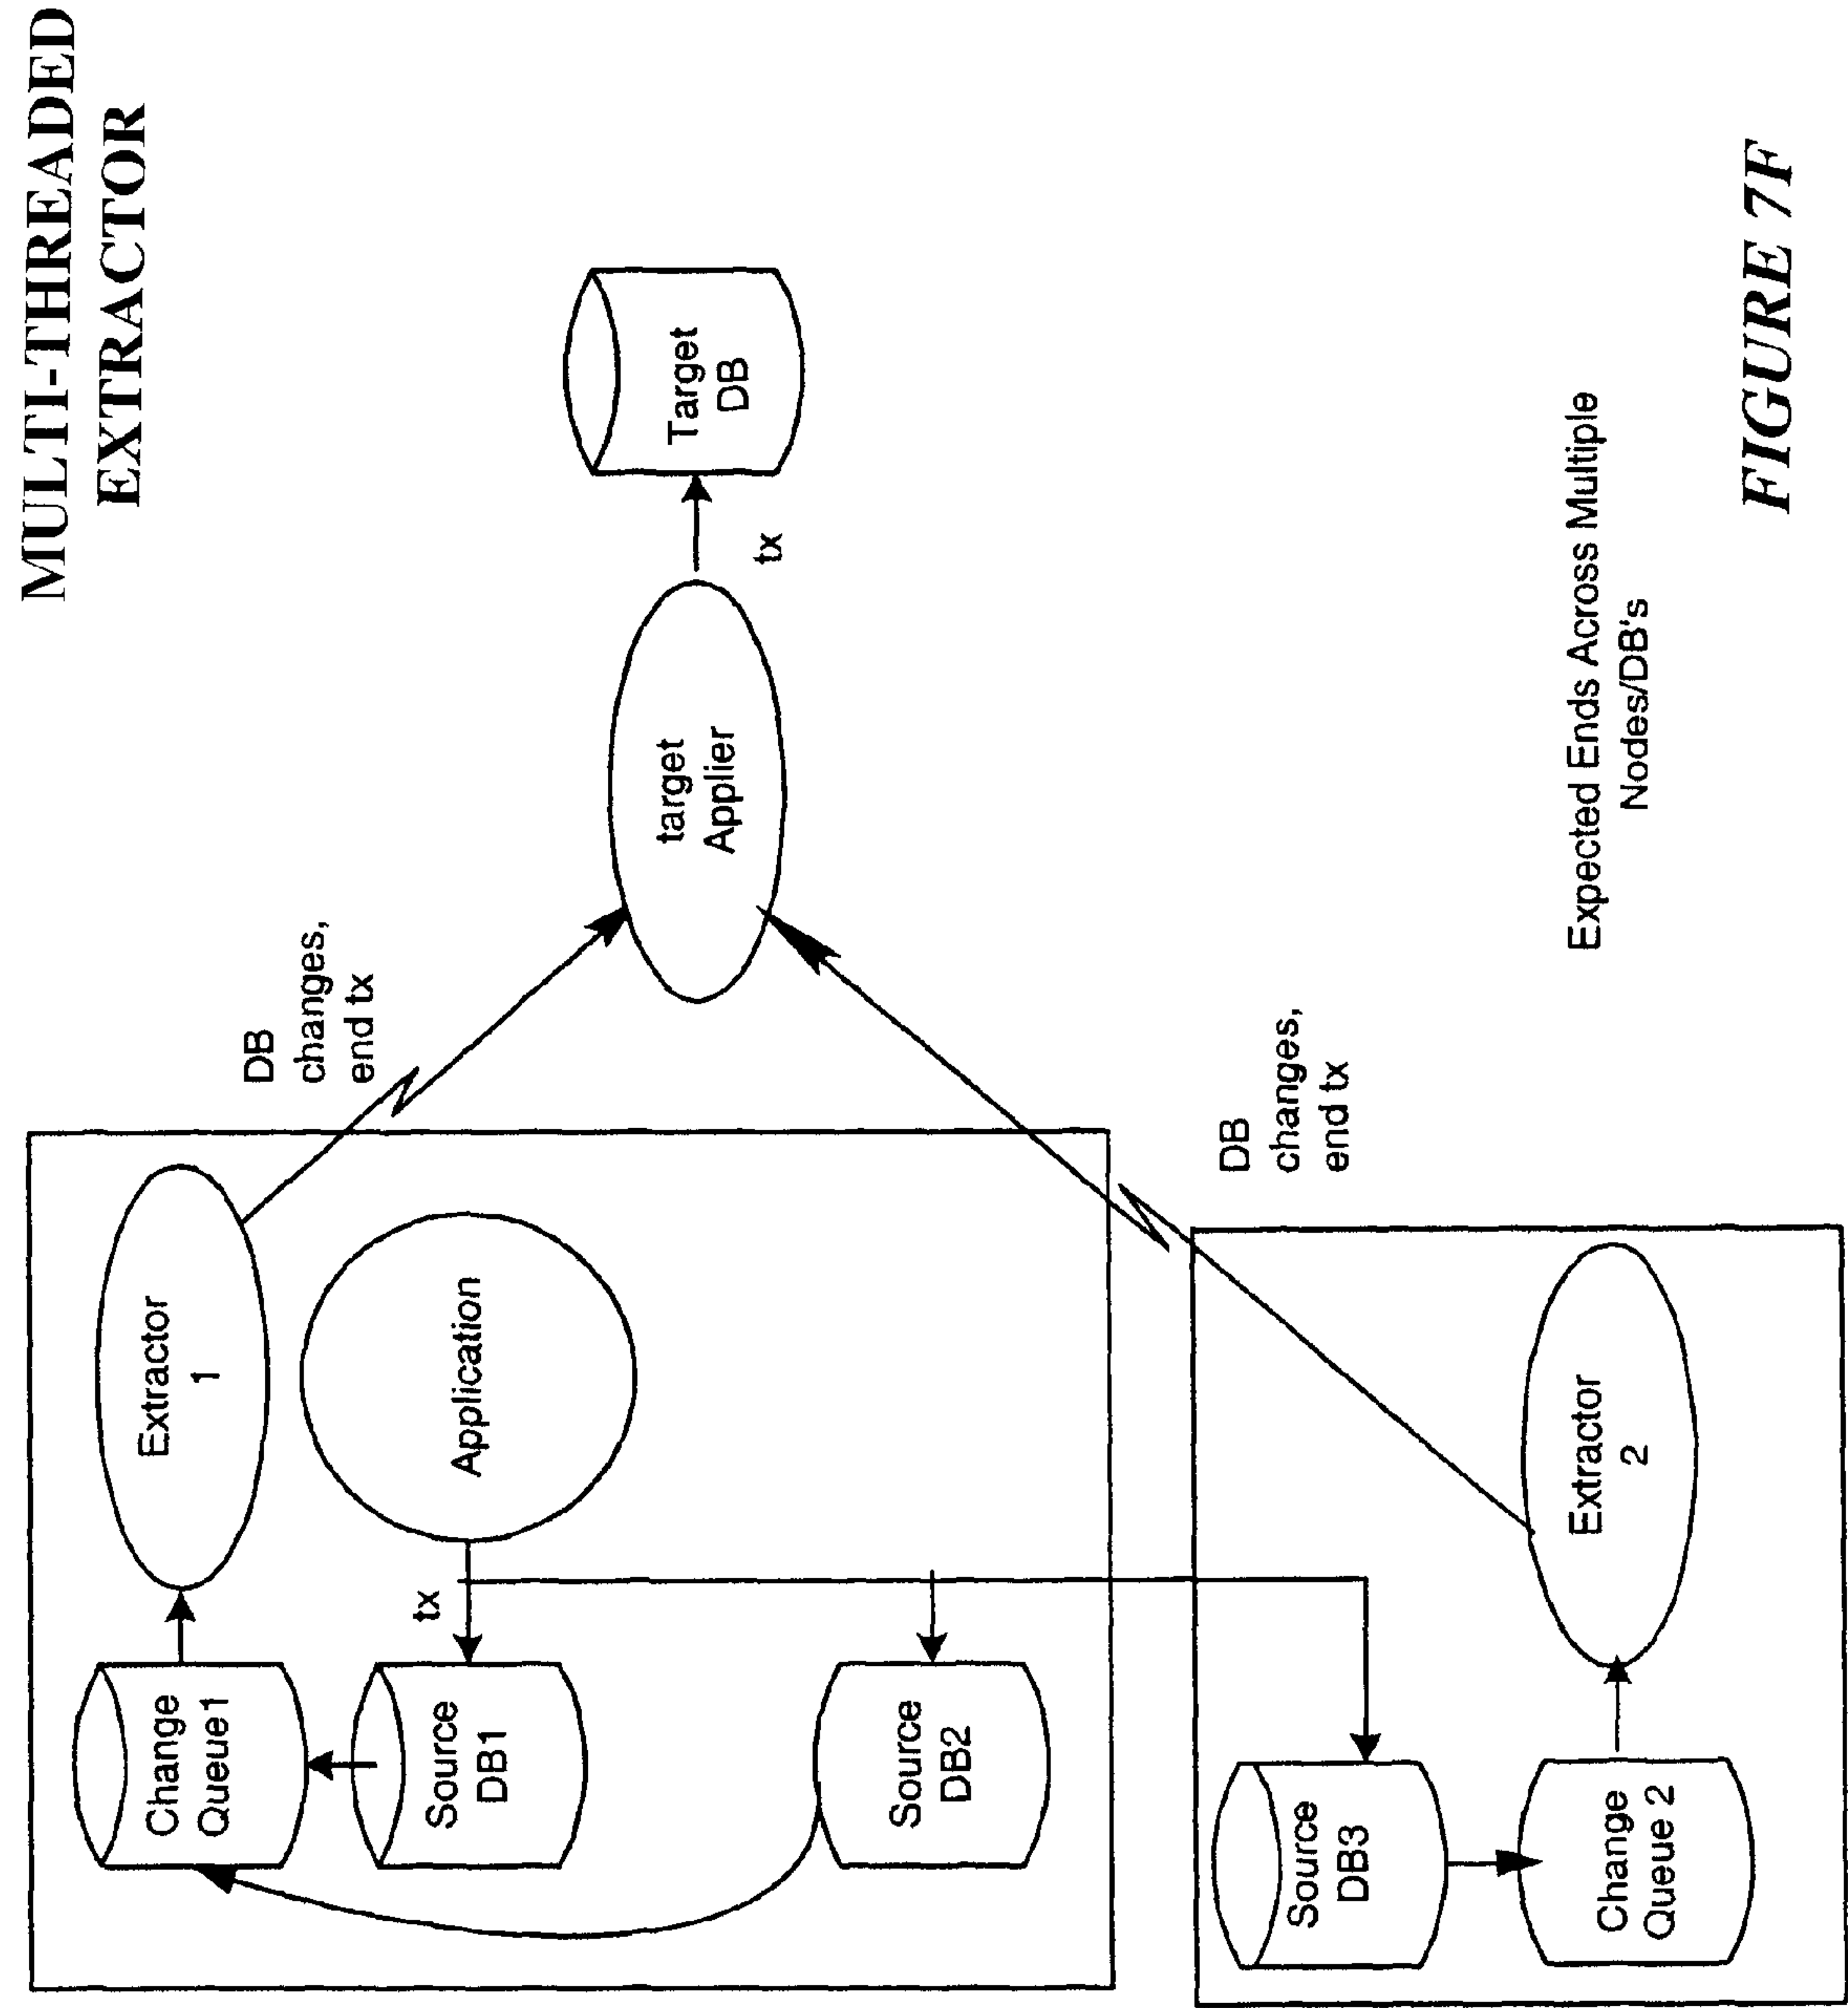 MULTI-THREADED
EXTRACTOR
Change
Queue1
Extractor
1
DB
changes,
end tx
tx
Source
DB1
Application
target
Applier
tx
Target
DB
Source
DB2
DB
changes,
end tx
Source
DB3
Change
Queue 2
Extractor
2
Expected Ends Across Multiple
Nodes/DB's
FIGURE 7F